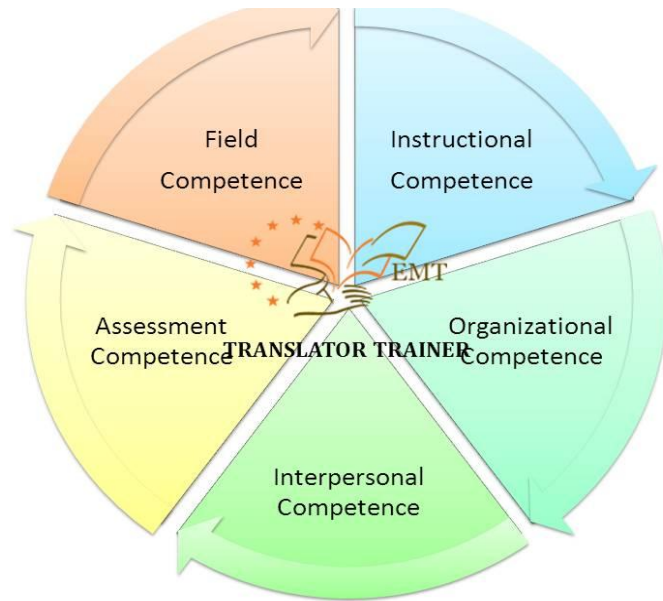 Field
Competence
Instructional
Competence
EMT
Assessment
Competence
TRANSLATOR TRAINER
Organizational
Competence
Interpersonal
Competence